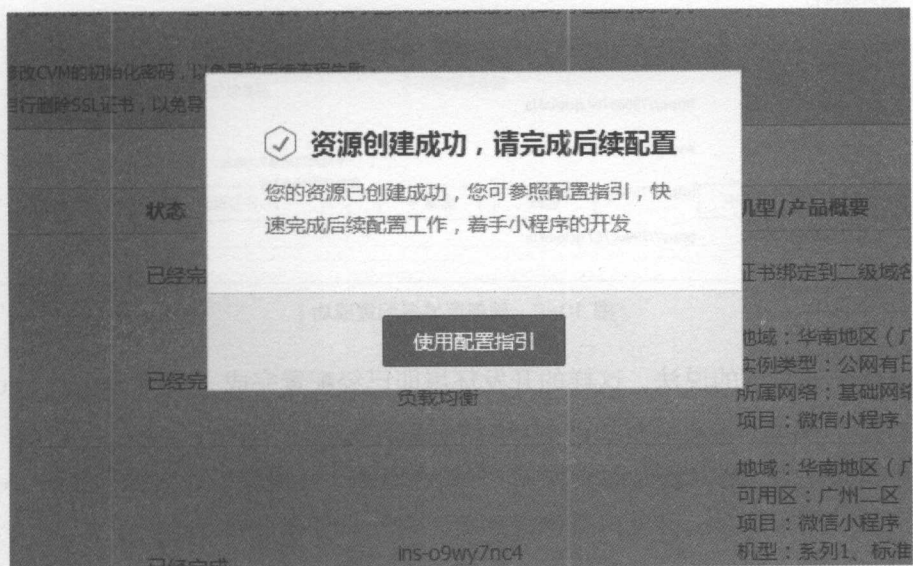 修改CVM的初始化密码，以免导致后续流程失败；
自行删除SSL证书，以免导
资源创建成功，请完成后续配置
您的资源已创建成功，您可参照配置指引，快
速完成后续配置工作，着手小程序的开发
使用配置指引
状态
机型/产品概要
已经完
证书绑定到二级域名
已经完
负载均衡
地域：华南地区（广
实例类型：公网有日
所属网络：基础网络
项目：微信小程序
已经完成
ins-o9wy7nc4
地域：华南地区（广
可用区：广州二区
项目：微信小程序
机型：系列1、标准